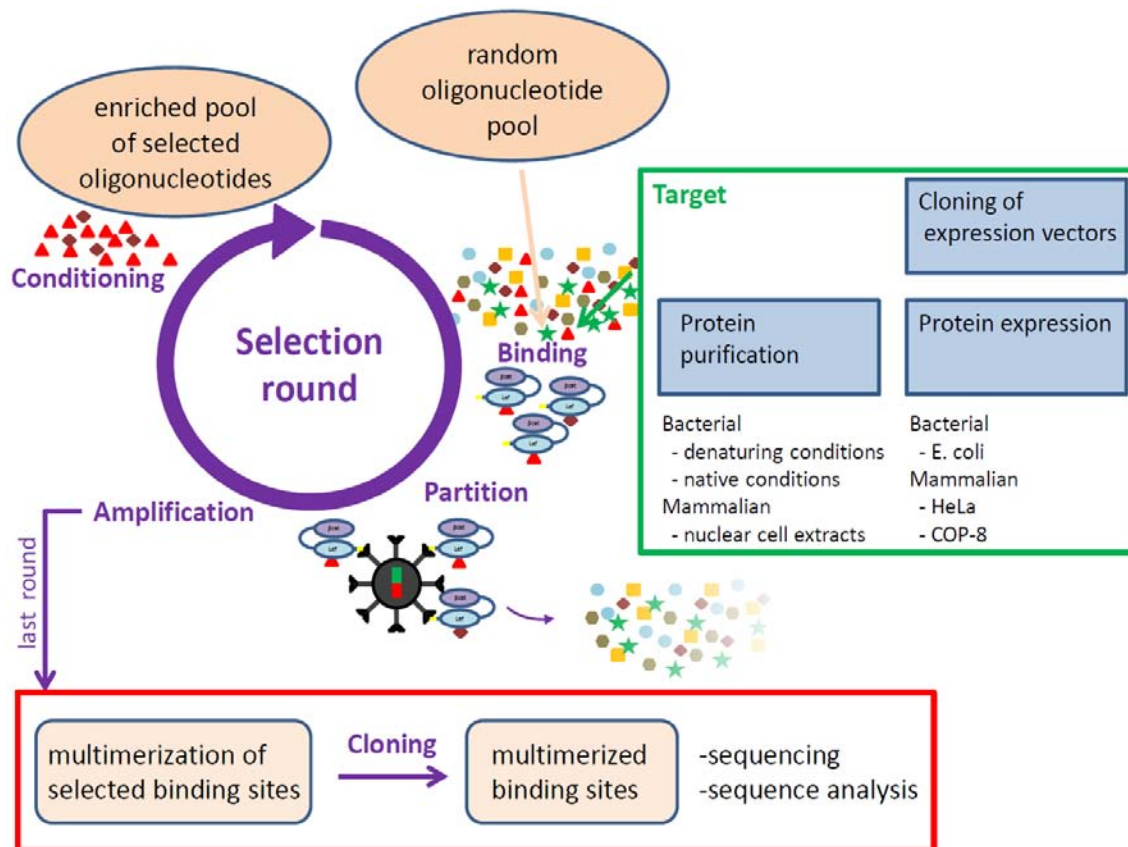 random
oligonucleotide
pool
enriched pool
of selected
oligonucleotides
Conditioning
Selection
round
Binding
Partition
Amplification
last round
Target
Cloning of
expression vectors
Protein
purification
Protein expression
Bacterial
- denaturing conditions
- native conditions
Mammalian
- nuclear cell extracts
Bacterial
- E. coli
Mammalian
- HeLa
- COP-8
multimerization of
selected binding sites
Cloning
multimerized
binding sites
-sequencing
-sequence analysis